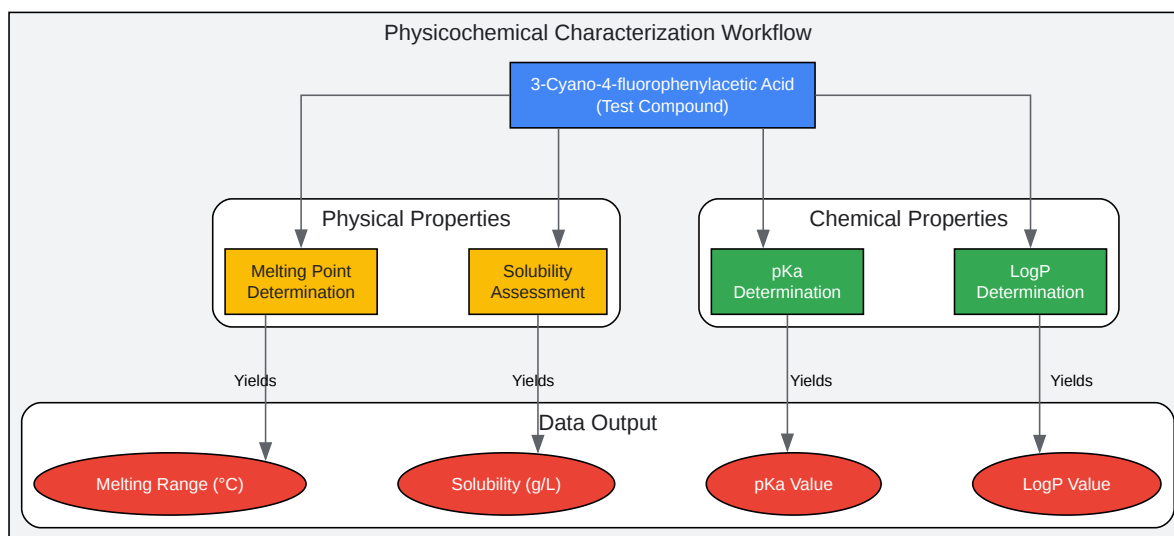 Physicochemical Characterization Workflow
3-Cyano-4-fluorophenylacetic Acid
(Test Compound)
Physical Properties
Chemical Properties
Melting Point
Determination
Solubility
Assessment
pKa
Determination
LogP
Determination
Yields
Yields
Yields
Yields
Data Output
Melting Range (°C)
Solubility (g/L)
pKa Value
LogP Value